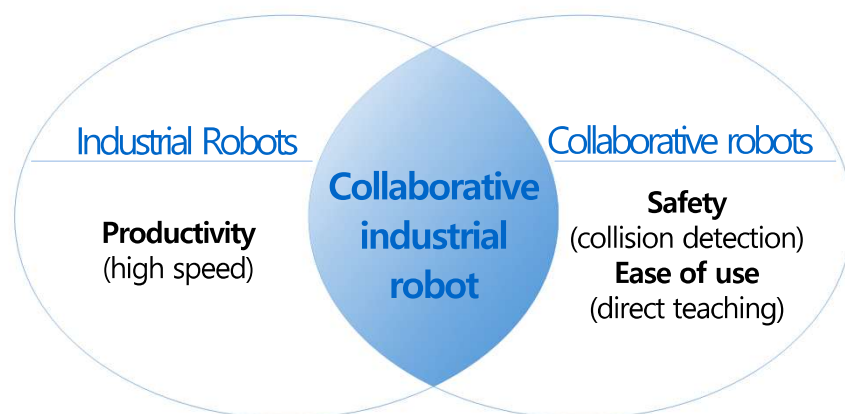 Industrial Robots
Productivity
(high speed)
Collaborative
industrial
robot
Collaborative robots
Safety
(collision detection)
Ease of use
(direct teaching)